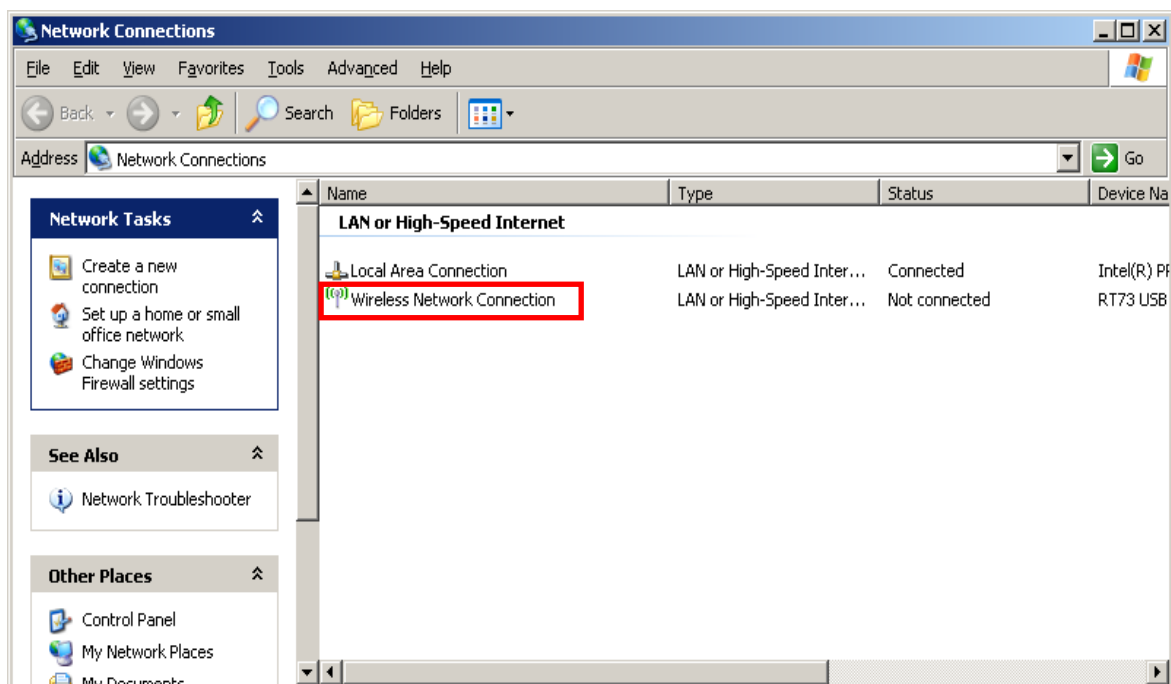 Network Connections
File Edit View Favorites Tools Advanced Help
Back Search Folders
Address Network Connections Go
Network Tasks
Create a new
connection
Set up a home or small
office network
Change Windows
Firewall settings
See Also
Network Troubleshooter
Other Places
Control Panel
My Network Places
My Documents
Name Type Status Device Na
LAN or High-Speed Internet
Local Area Connection LAN or High-Speed Inter... Connected Intel(R) PR
Wireless Network Connection LAN or High-Speed Inter... Not connected RT73 USB